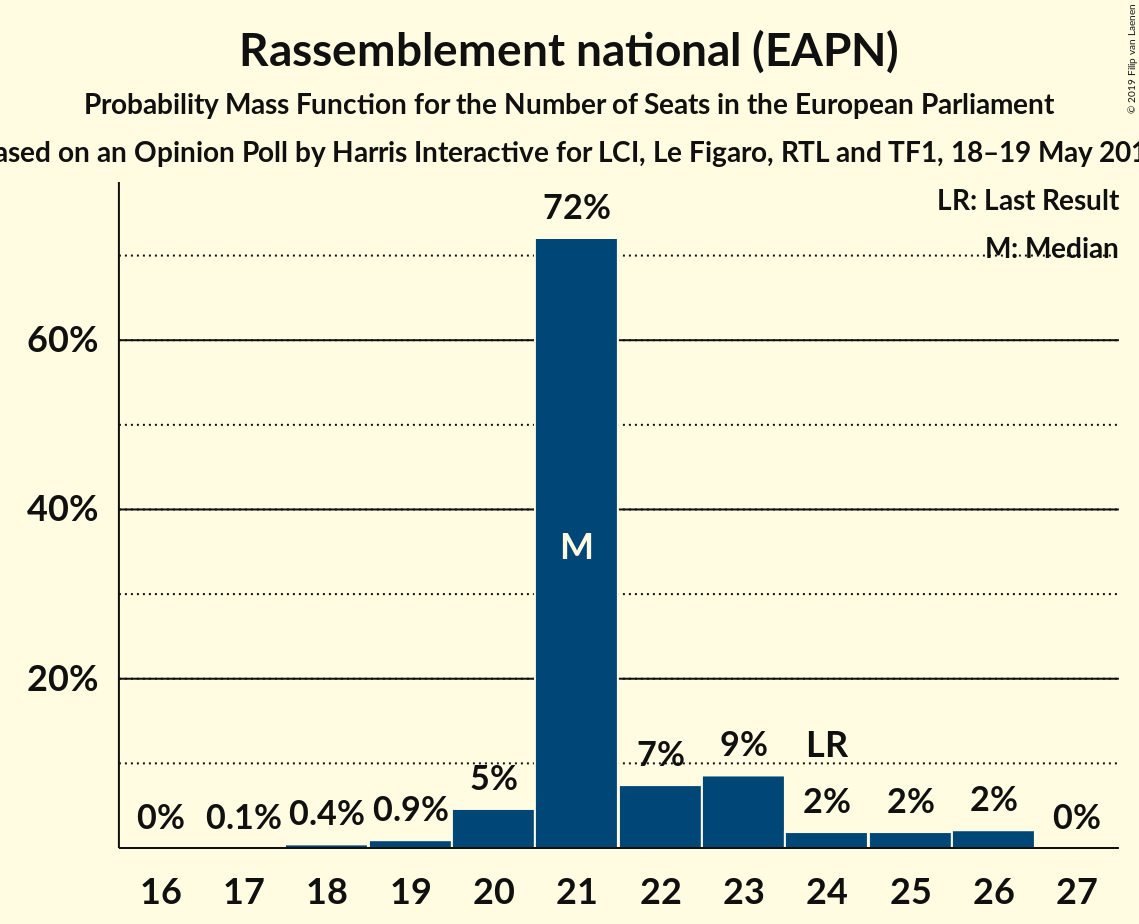 Rassemblement national (EAPN)
Probability Mass Function for the Number of Seats in the European Parliament
ased on an Opinion Poll by Harris Interactive for LCI, Le Figaro, RTL and TF1, 18–19 May 201
© 2019 Filip van Laenen
LR: Last Result
M: Median
72%
60%
40%
M
20%
0%
0.1%
0.4%
0.9%
5%
7%
9%
LR
2%
2%
2%
0%
16 17 18 19 20 21 22 23 24 25 26 27